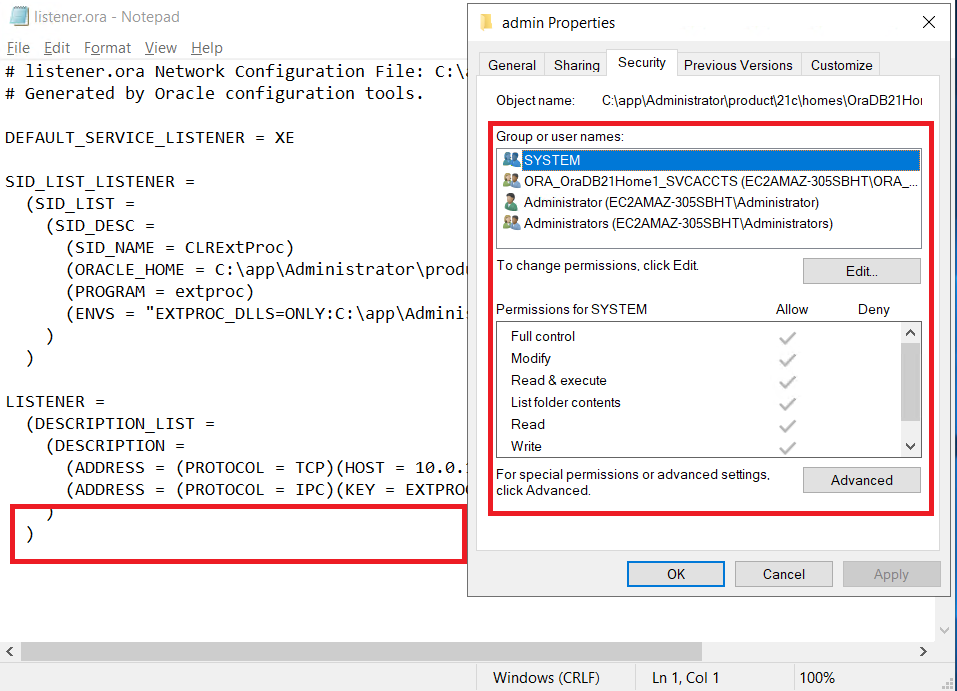 listener.ora - Notepad
File Edit Format View Help
# listener.ora Network Configuration File: C:\
# Generated by Oracle configuration tools.
DEFAULT_SERVICE_LISTENER = XE
SID_LIST_LISTENER =
(SID_LIST =
(SID_DESC =
(SID_NAME = CLRExtProc)
(ORACLE_HOME = C:\app\Administrator\prod
(PROGRAM = extproc)
(ENVS = "EXTPROC_DLLS=ONLY:C:\app\Adminis
)
)
LISTENER =
(DESCRIPTION_LIST =
(DESCRIPTION =
(ADDRESS = (PROTOCOL = TCP)(HOST = 10.0.
(ADDRESS = (PROTOCOL = IPC)(KEY = EXTPROC
)
)
Windows (CRLF) Ln 1, Col 1 100%
admin Properties
General Sharing Security Previous Versions Customize
Object name: C:\app\Administrator\product\21c\homes\OraDB21Ho
Group or user names:
SYSTEM
ORA_OraDB21Home1_SVCACCTS (EC2AMAZ-305SBHT\ORA_...
Administrator (EC2AMAZ-305SBHT\Administrator)
Administrators (EC2AMAZ-305SBHT\Administrators)
To change permissions, click Edit.
Edit...
Permissions for SYSTEM Allow Deny
Full control
Modify
Read & execute
List folder contents
Read
Write
For special permissions or advanced settings,
click Advanced.
Advanced
OK Cancel Apply